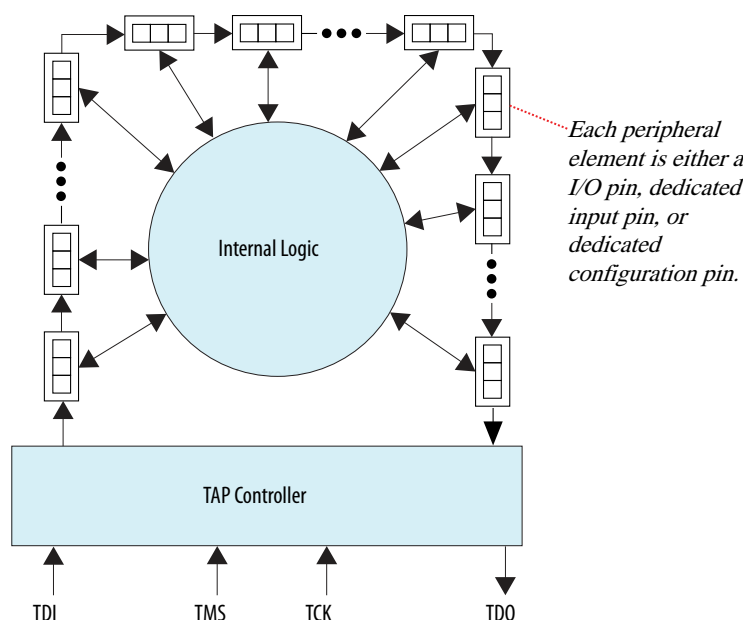 Each peripheral
element is either a
I/O pin, dedicated
input pin, or
dedicated
configuration pin.
Internal Logic
TAP Controller
TDI TMS TCK TDO